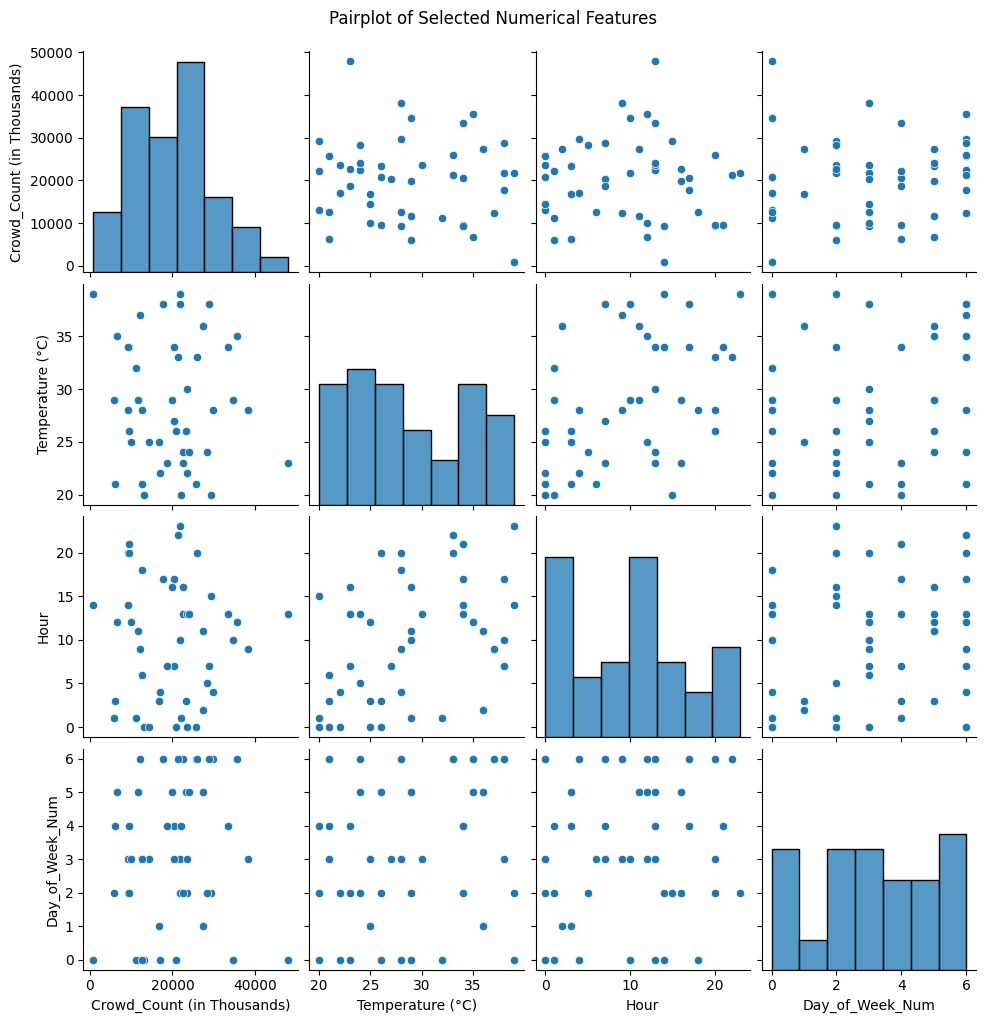 Pairplot of Selected Numerical Features
Crowd_Count (in Thousands)
50000
40000
30000
20000
10000
0
Temperature (°C)
35
30
25
20
Hour
20
15
10
5
0
Day_of_Week_Num
6
5
4
3
2
1
0
0 20000 40000
Crowd_Count (in Thousands)
20 25 30 35
Temperature (°C)
0 10 20
Hour
0 2 4 6
Day_of_Week_Num